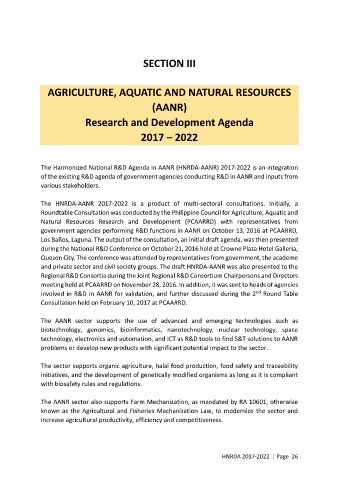 SECTION III
AGRICULTURE, AQUATIC AND NATURAL RESOURCES
(AANR)
Research and Development Agenda
2017 – 2022
The Harmonized National R&D Agenda in AANR (HNRDA-AANR) 2017-2022 is an integration
of the existing R&D agenda of government agencies conducting R&D in AANR and inputs from
various stakeholders.
The HNRDA-AANR 2017-2022 is a product of multi-sectoral consultations. Initially, a
Roundtable Consultation was conducted by the Philippine Council for Agriculture, Aquatic and
Natural Resources Research and Development (PCAARRD) with representatives from
government agencies performing R&D functions in AANR on October 13, 2016 at PCAARRD,
Los Baños, Laguna. The output of the consultation, an initial draft agenda, was then presented
during the National R&D Conference on October 21, 2016 held at Crowne Plaza Hotel Galleria,
Quezon City. The conference was attended by representatives from government, the academe
and private sector and civil society groups. The draft HNRDA-AANR was also presented to the
Regional R&D Consortia during the Joint Regional R&D Consortium Chairpersons and Directors
meeting held at PCAARRD on November 28, 2016. In addition, it was sent to heads of agencies
involved in R&D in AANR for validation, and further discussed during the 2nd Round Table
Consultation held on February 10, 2017 at PCAARRD.
The AANR sector supports the use of advanced and emerging technologies such as
biotechnology, genomics, bioinformatics, nanotechnology, nuclear technology, space
technology, electronics and automation, and ICT as R&D tools to find S&T solutions to AANR
problems or develop new products with significant potential impact to the sector.
The sector supports organic agriculture, halal food production, food safety and traceability
initiatives, and the development of genetically modified organisms as long as it is compliant
with biosafety rules and regulations.
The AANR sector also supports Farm Mechanization, as mandated by RA 10601, otherwise
known as the Agricultural and Fisheries Mechanization Law, to modernize the sector and
increase agricultural productivity, efficiency and competitiveness.
HNRDA 2017-2022 | Page 26